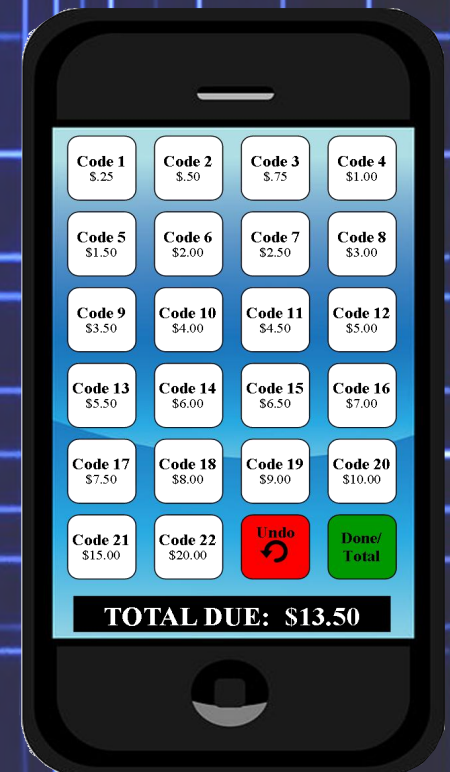 Code 1 Code 2 Code 3 Code 4
$.25 $.50 $.75 $1.00
Code 5 Code 6 Code 7 Code 8
$1.50 $2.00 $2.50 $3.00
Code 9 Code 10 Code 11 Code 12
$3.50 $4.00 $4.50 $5.00
Code 13 Code 14 Code 15 Code 16
$5.50 $6.00 $6.50 $7.00
Code 17 Code 18 Code 19 Code 20
$7.50 $8.00 $9.00 $10.00
Code 21 Code 22 Undo Done/
$15.00 $20.00 Total
TOTAL DUE: $13.50